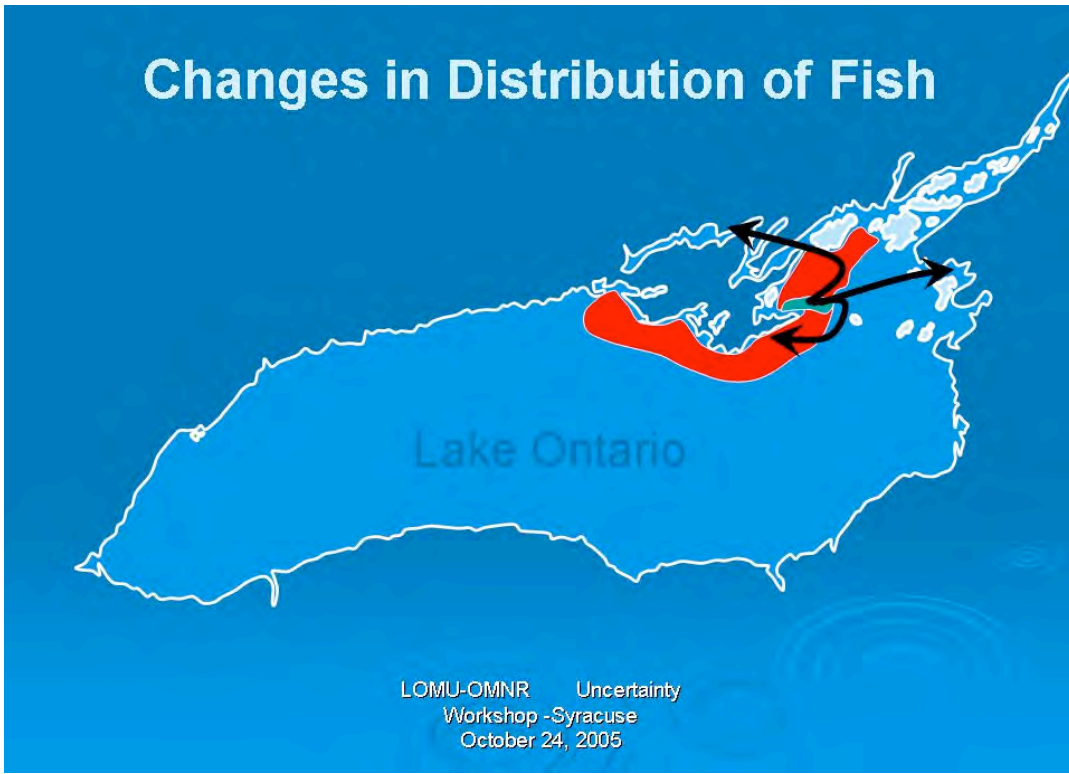 Changes in Distribution of Fish
Lake Ontario
LOMU-OMNR Uncertainty
Workshop -Syracuse
October 24, 2005